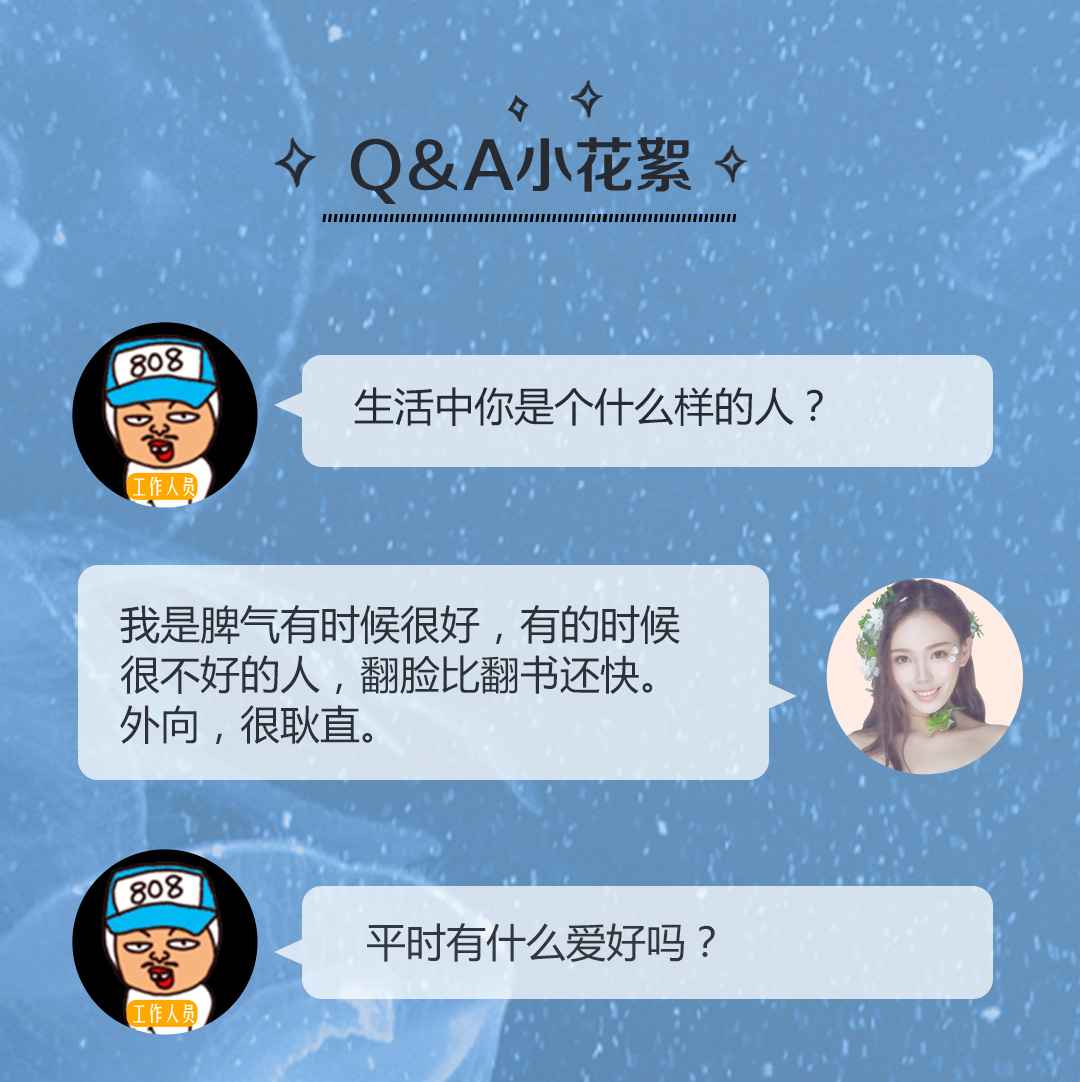 Q&A小花絮
808
生活中你是个什么样的人？
工作人员
我是脾气有时候很好，有的时候
很不好的人，翻脸比翻书还快。
外向，很耿直。
808
平时有什么爱好吗？
工作人员